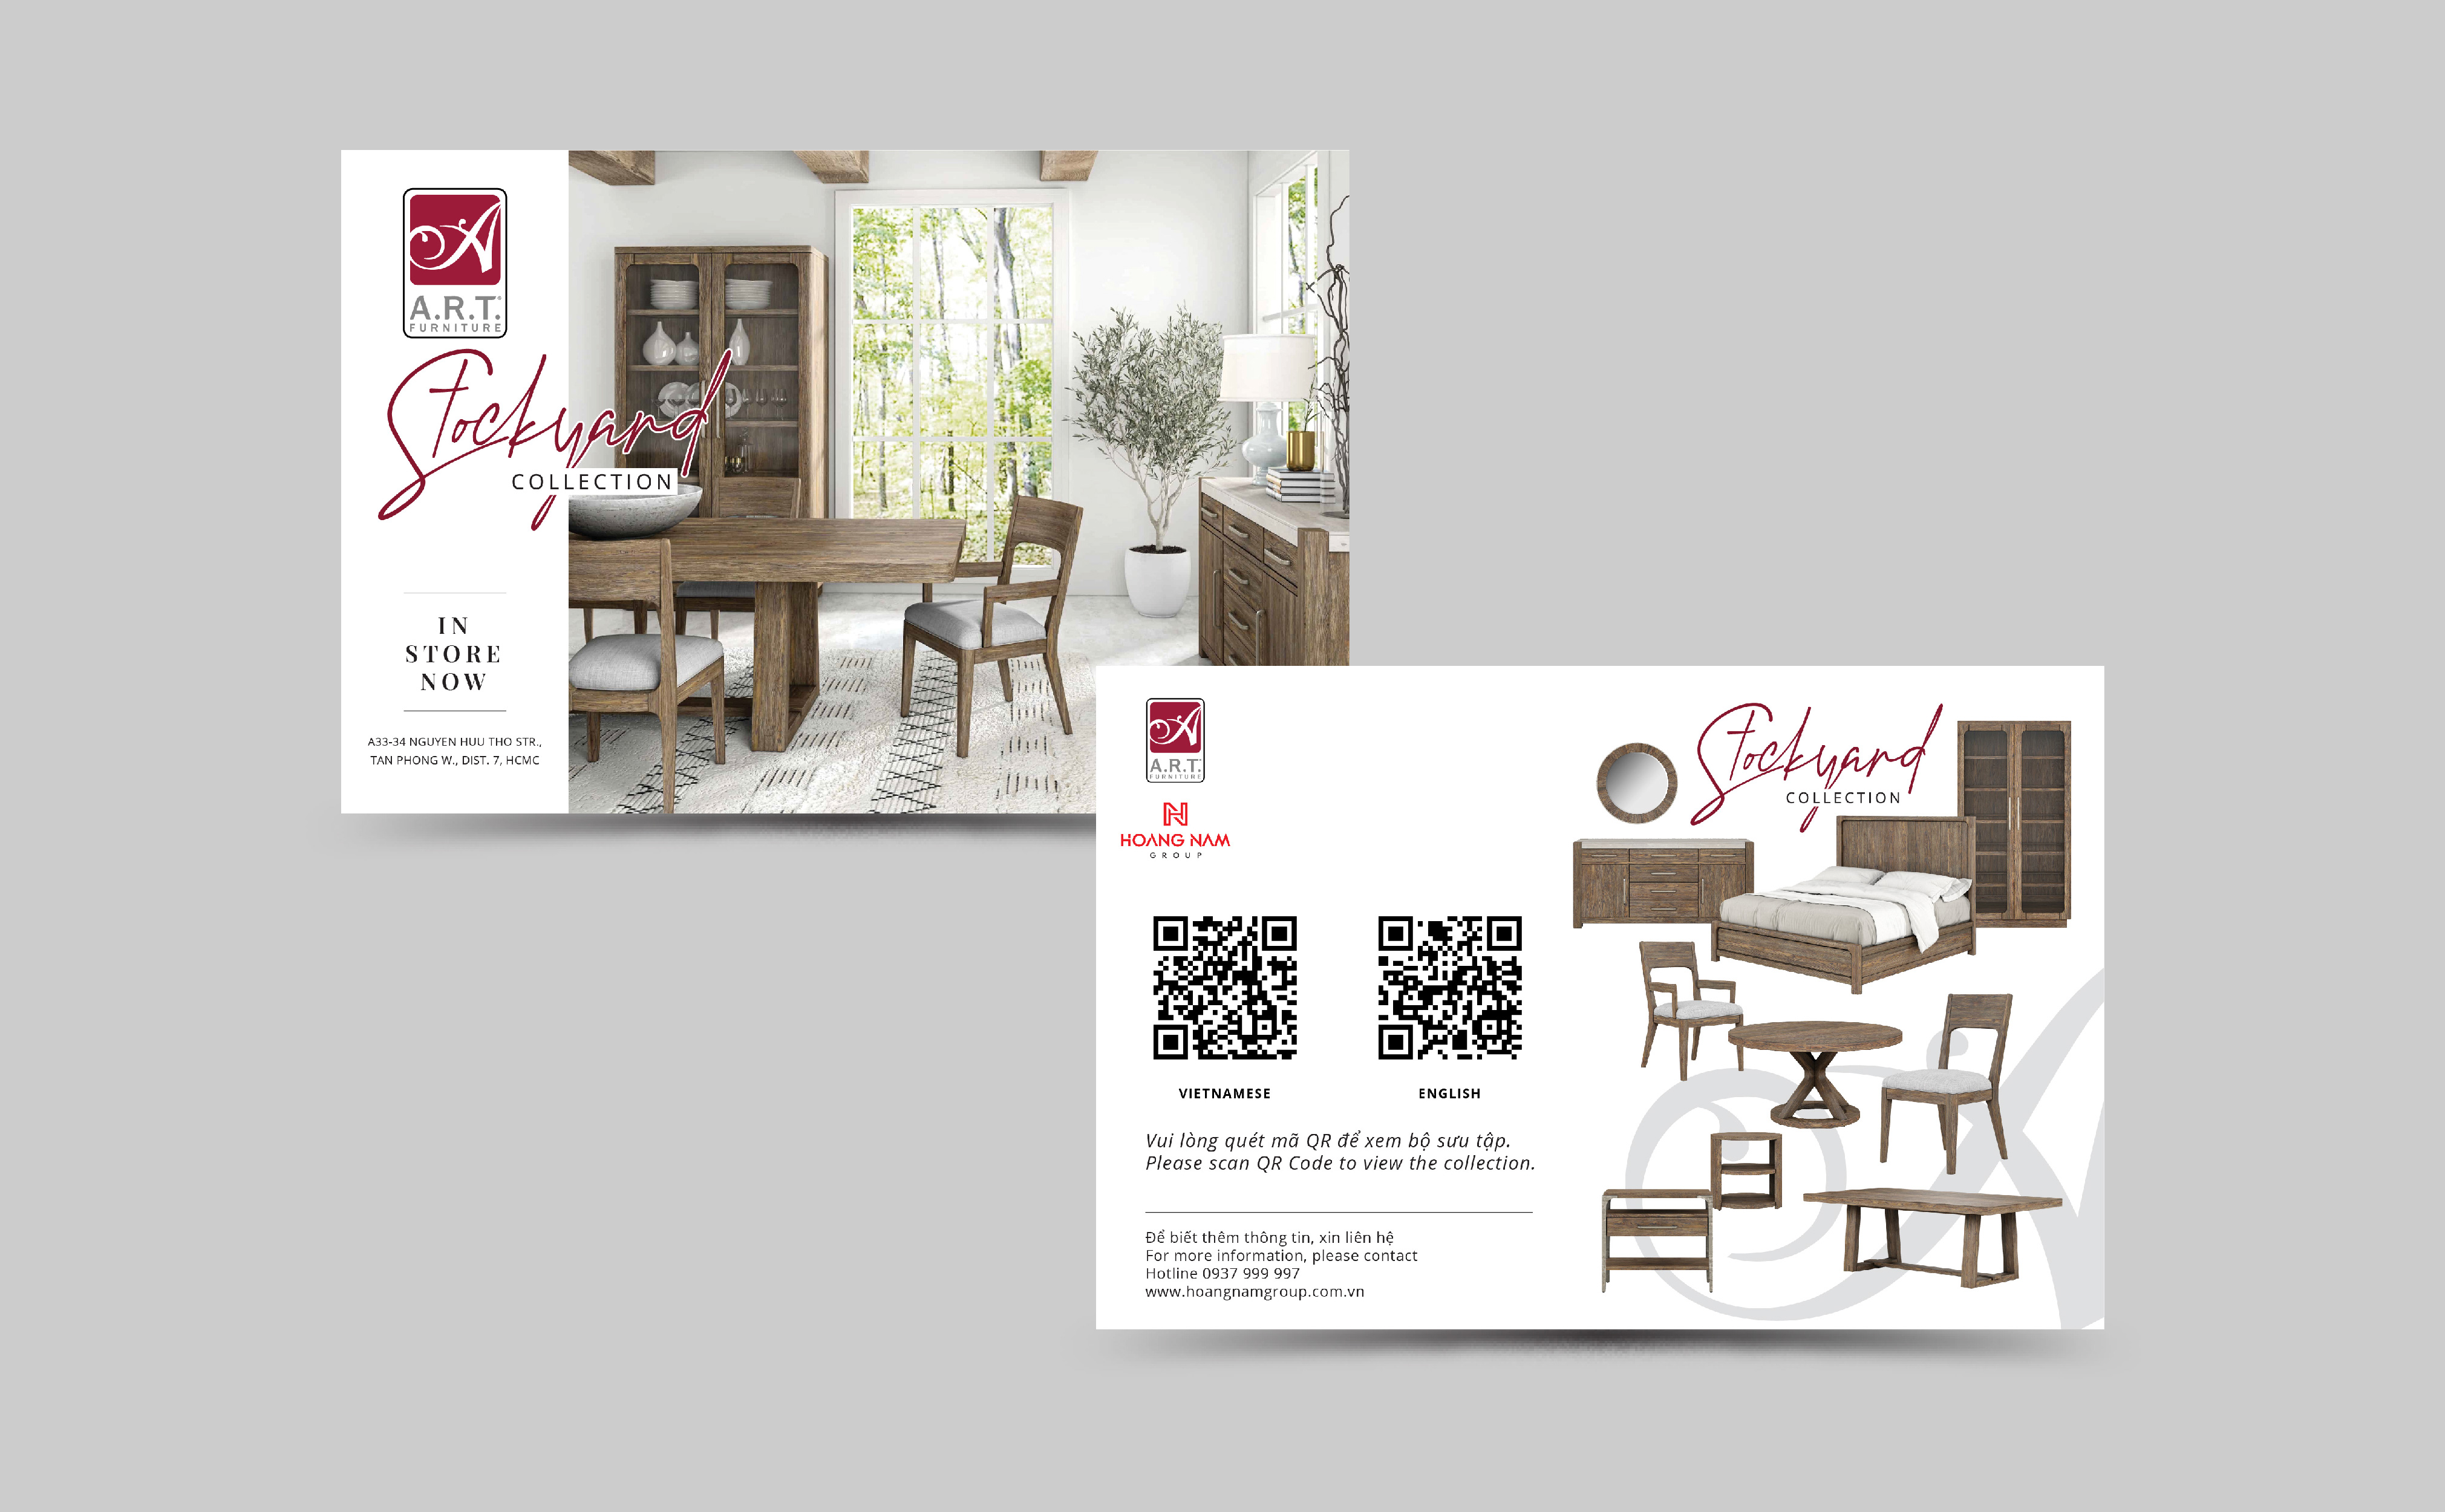 A.R.T.
FURNITURE
Stockyard
COLLECTION
IN
STORE
NOW
A33-34 NGUYEN HUU THO STR.,
TAN PHONG W., DIST. 7, HCMC
A.R.T.
FURNITURE
HOANG NAM
GROUP
Stockyard
COLLECTION
VIETNAMESE
ENGLISH
Vui lòng quét mã QR để xem bộ sưu tập.
Please scan QR Code to view the collection.
Để biết thêm thông tin, xin liên hệ
For more information, please contact
Hotline 0937 999 997
www.hoangnamgroup.com.vn